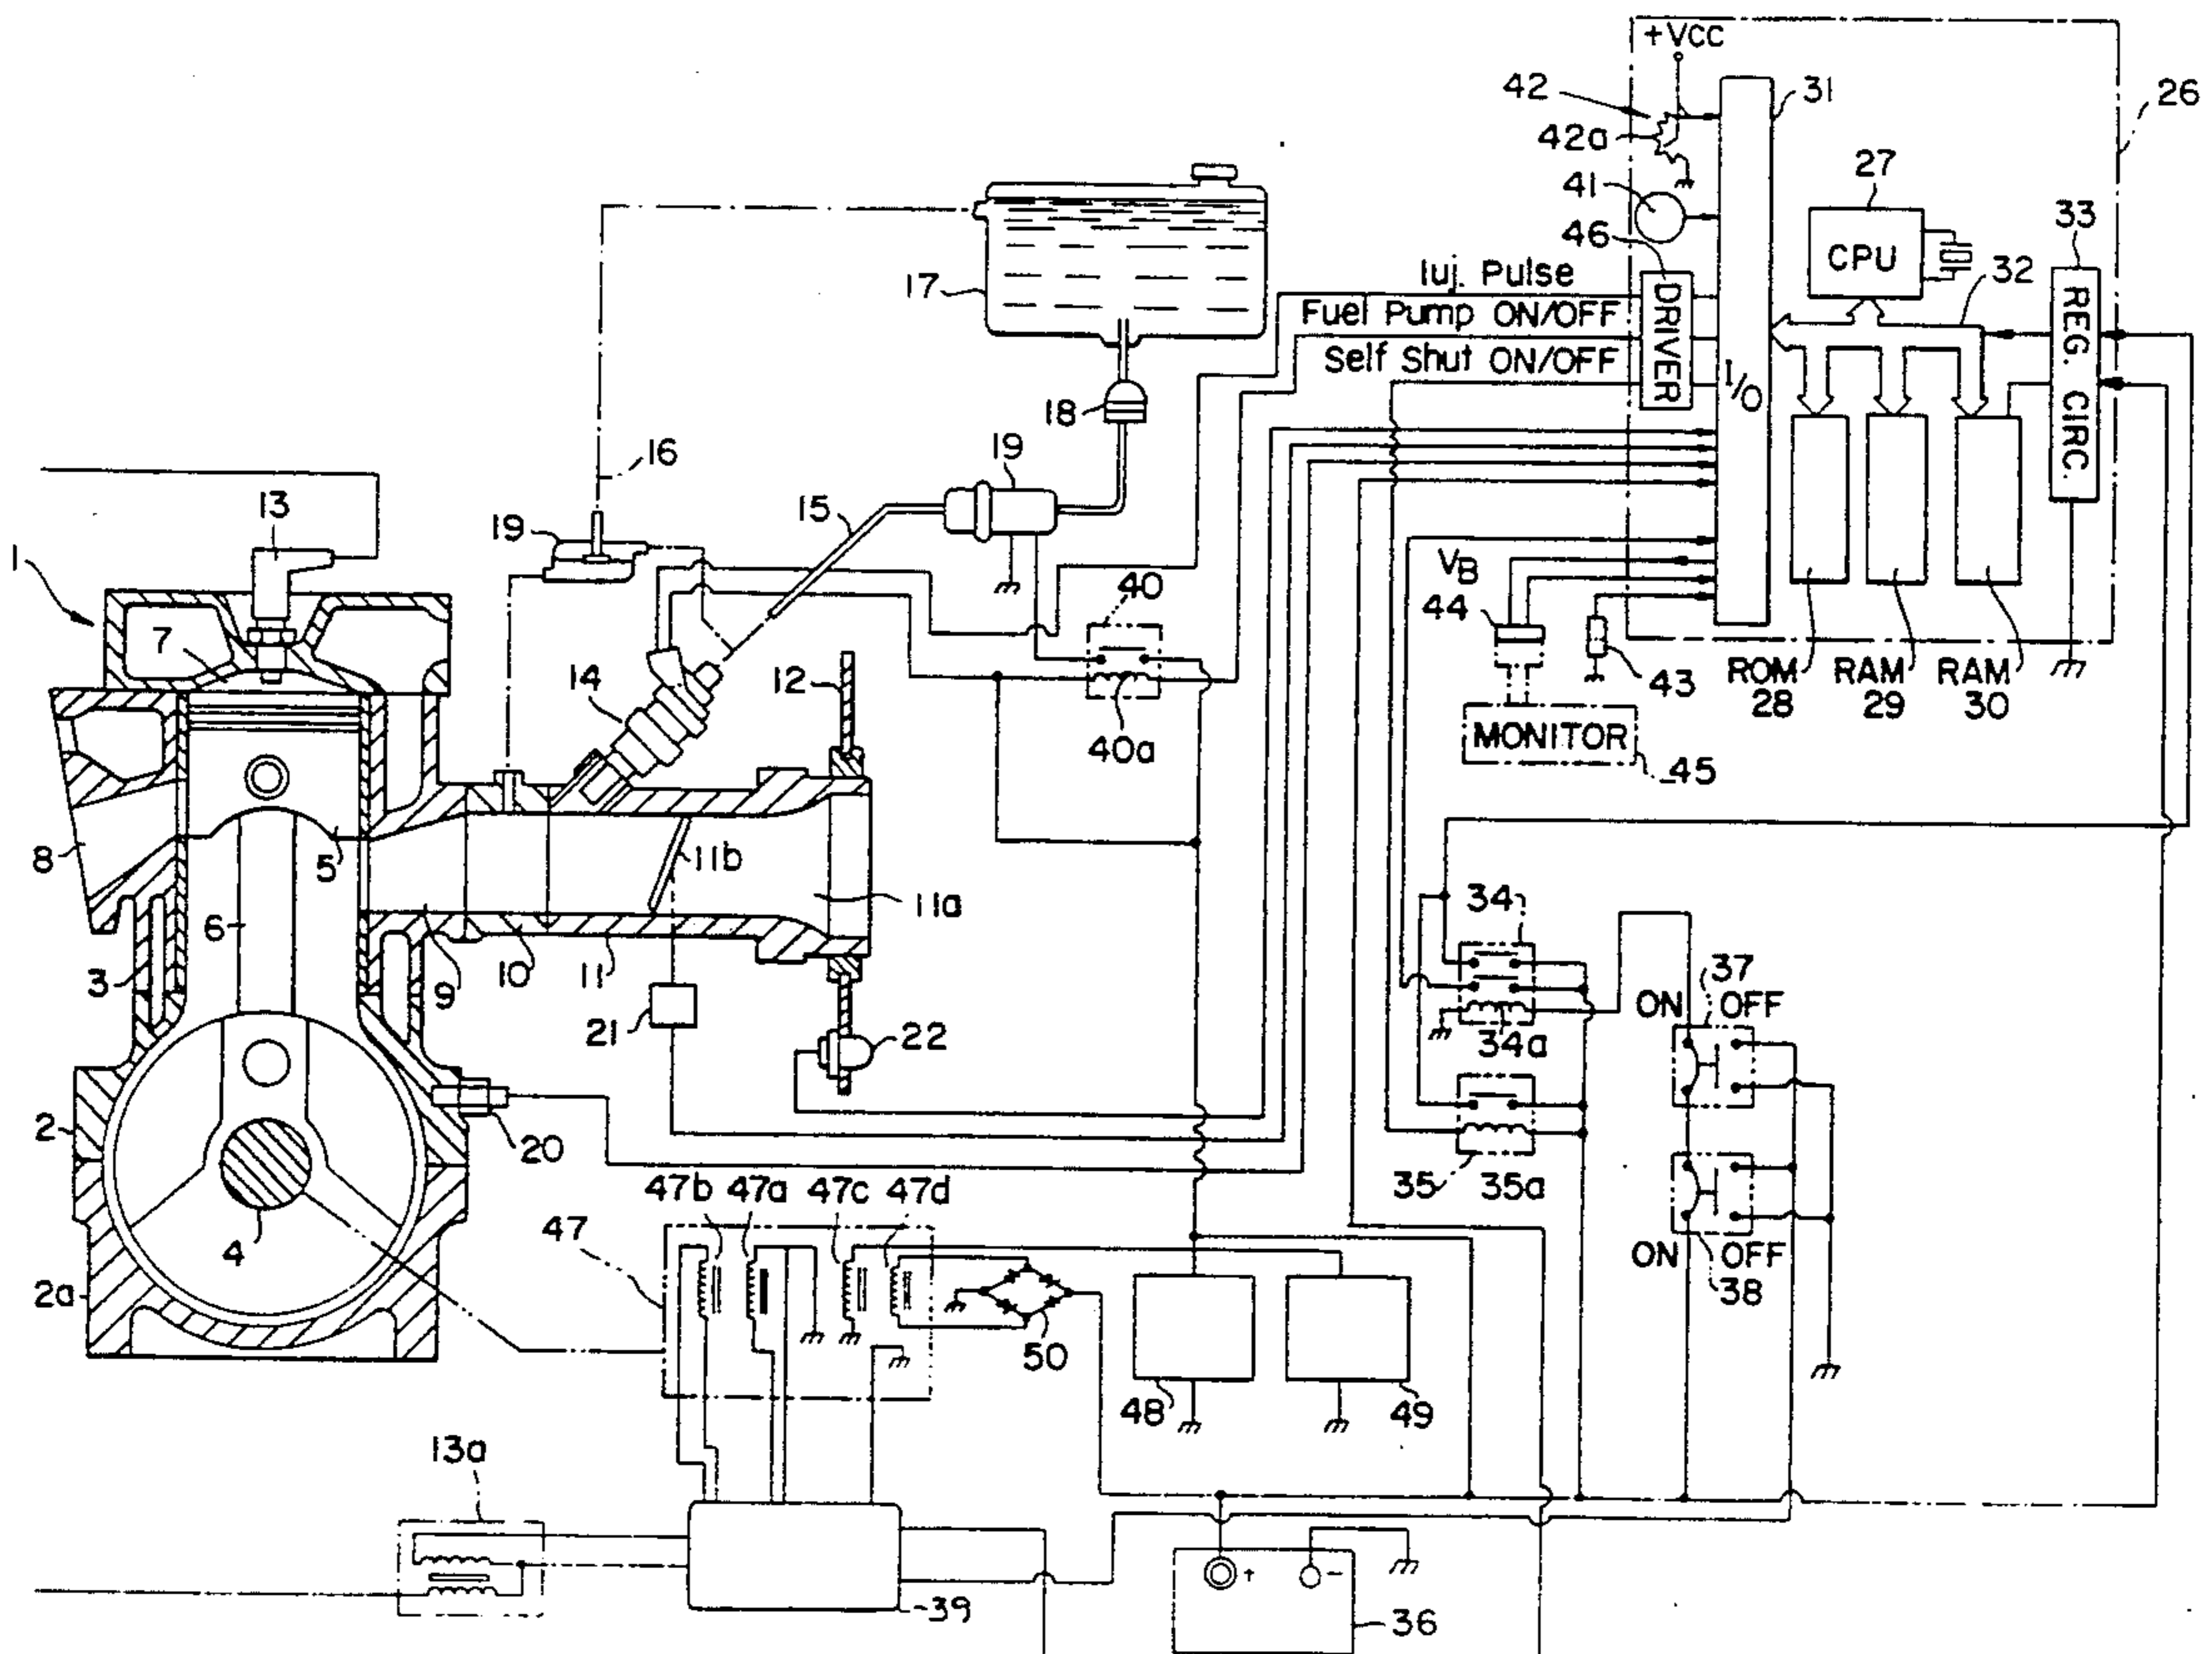 +VCC
42
31
26
42a
27
41
33
46
CPU
32
Iuj. Pulse
17
Fuel Pump ON/OFF
DRIVER
REG. CIRC.
Self Shut ON/OFF
I/O
18
16
19
13
15
19
1
VB
40
44
7
ROM
28
RAM
29
RAM
30
43
14
12
MONITOR
40a
45
8
5
11b
11a
34
6
37
3
9
10
11
ON OFF
21
22
34a
2
20
47b
47a
47c
47d
35
35a
47
4
ON OFF
38
2a
50
48
49
13a
+
-
39
36